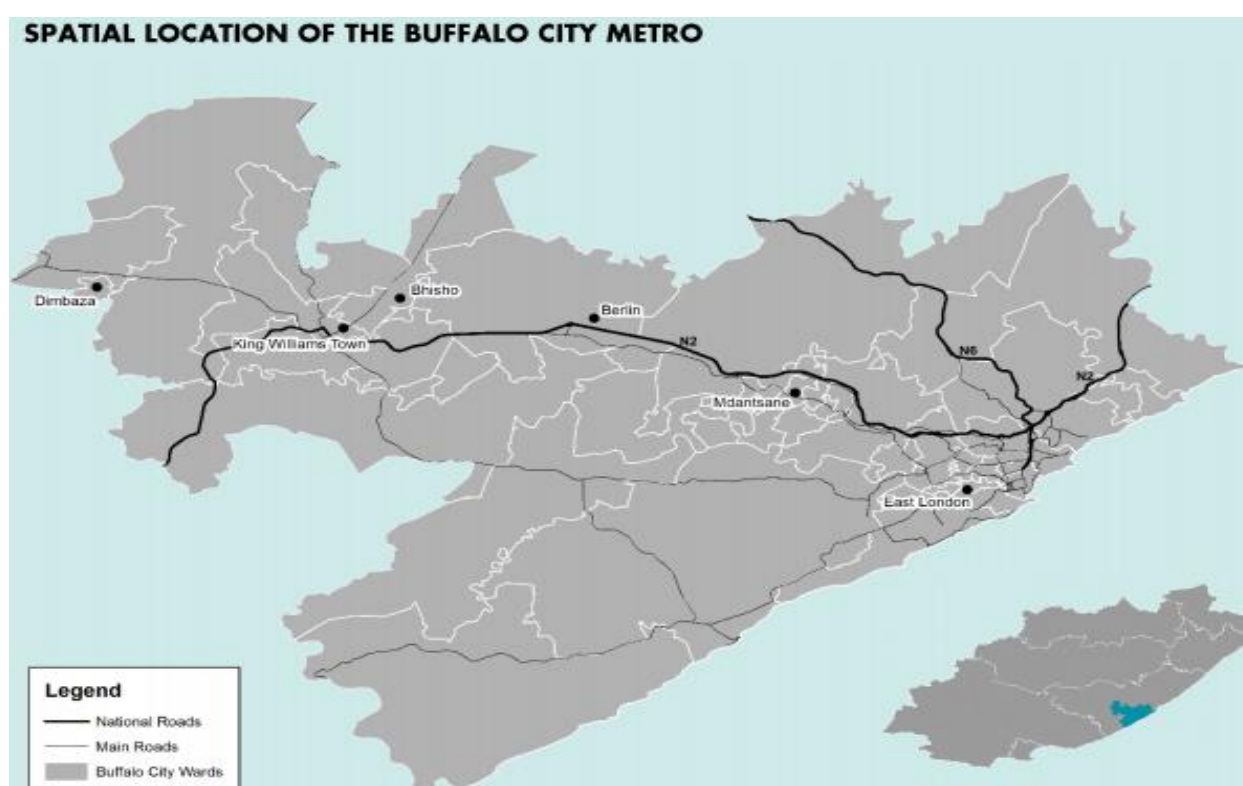 SPATIAL LOCATION OF THE BUFFALO CITY METRO
Dimbaza
Bhisho
King Williams Town
Berlin
N2
N6
N2
Mdantsane
East London
Legend
National Roads
Main Roads
Buffalo City Wards